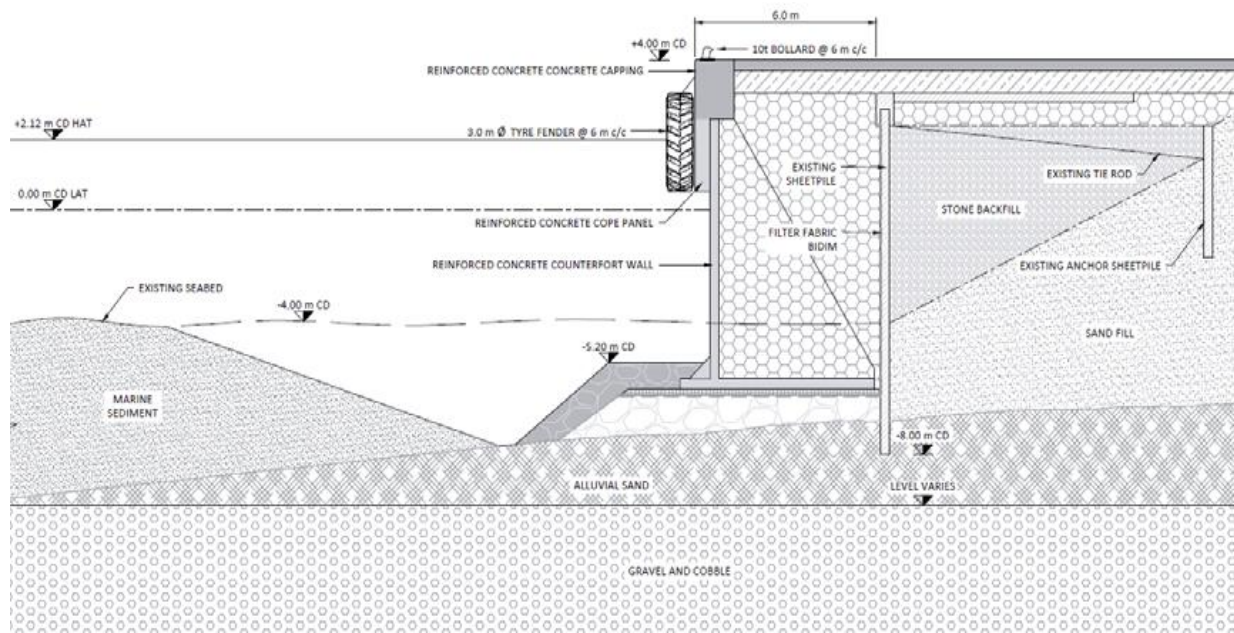 6.0 m
+4.00 m CD
10t BOLLARD @ 6 m c/c
REINFORCED CONCRETE CONCRETE CAPPING
+2.12 m CD HAT
3.0 m Ø TYRE FENDER @ 6 m c/c
EXISTING
SHEETPILE
EXISTING TIE ROD
0.00 m CD LAT
STONE BACKFILL
REINFORCED CONCRETE COPE PANEL
FILTER FABRIC
BIDIM
REINFORCED CONCRETE COUNTERFORT WALL
EXISTING ANCHOR SHEETPILE
EXISTING SEABED
-4.00 m CD
SAND FILL
-5.20 m CD
MARINE
SEDIMENT
-8.00 m CD
ALLUVIAL SAND
LEVEL VARIES
GRAVEL AND COBBLE